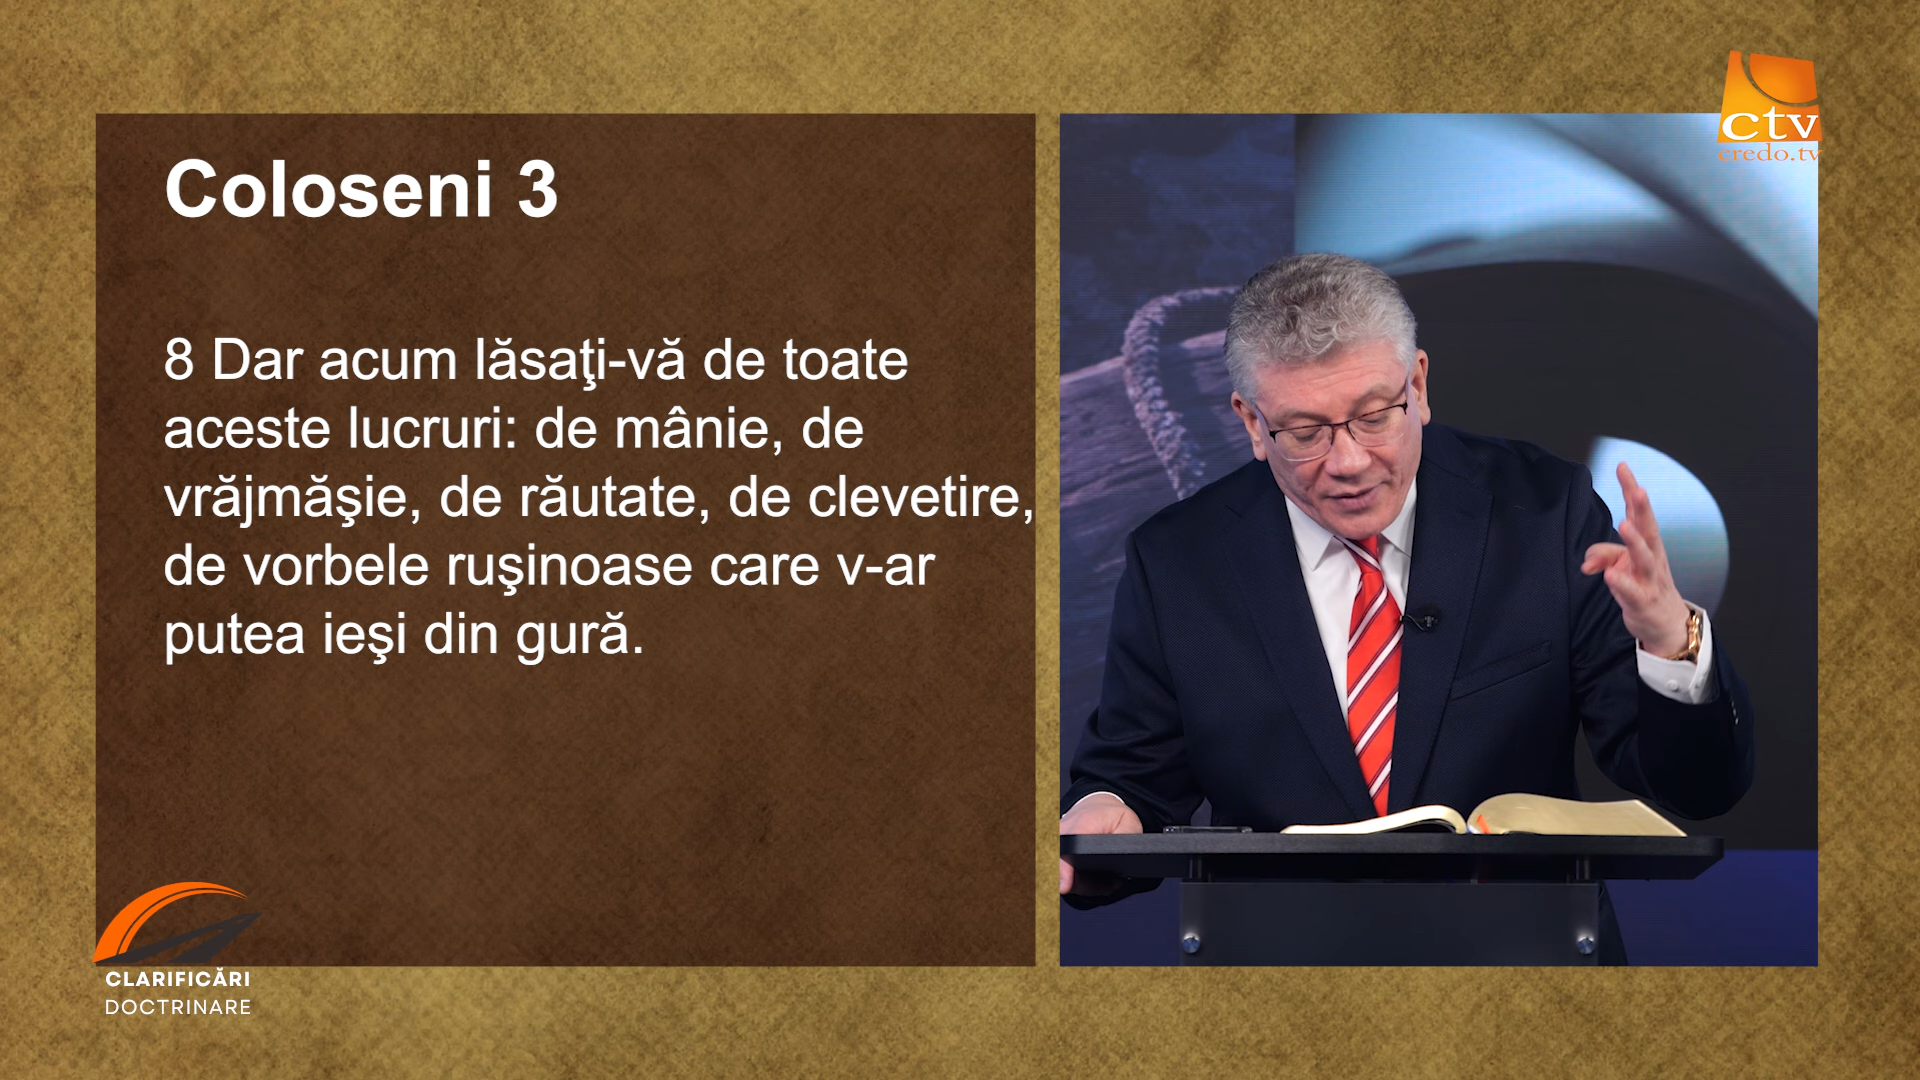 Coloseni 3
8 Dar acum lăsaţi-vă de toate
aceste lucruri: de mânie, de
vrăjmăşie, de răutate, de clevetire,
de vorbele ruşinoase care v-ar
putea ieşi din gură.
ctv
credo.tv
CLARIFICĂRI
DOCTRINARE